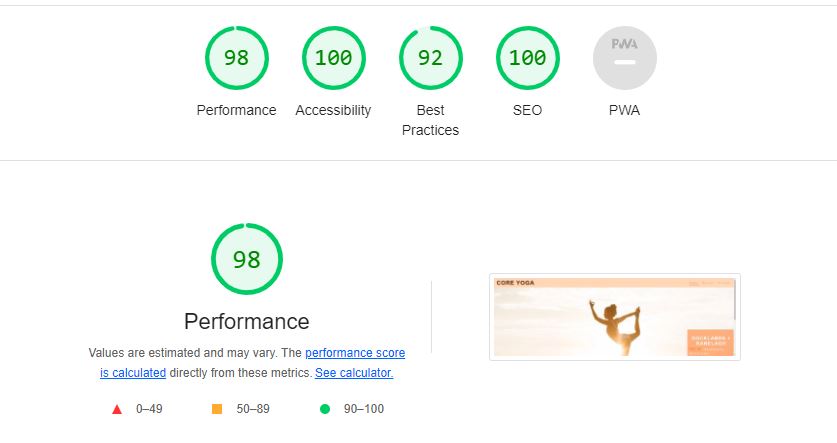 98 100 92 100 PWA
Performance Accessibility Best Practices SEO PWA
98
Performance
Values are estimated and may vary. The performance score
is calculated directly from these metrics. See calculator.
0–49 50–89 90–100
CORE YOGA